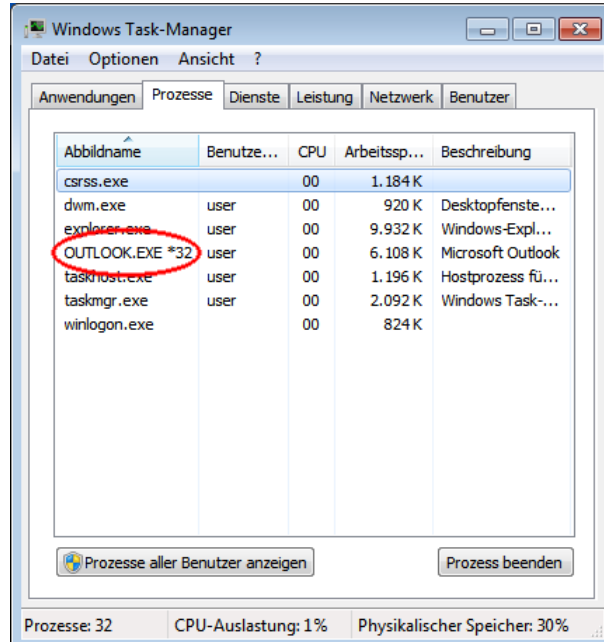 Windows Task-Manager
Datei Optionen Ansicht ?
Anwendungen Prozesse Dienste Leistung Netzwerk Benutzer
Abbildname Benutze... CPU Arbeitssp... Beschreibung
csrss.exe 00 1.184 K
dwm.exe user 00 920 K Desktopfenste...
explorer.exe user 00 9.932 K Windows-Expl...
OUTLOOK.EXE *32 user 00 6.108 K Microsoft Outlook
taskhost.exe user 00 1.196 K Hostprozess fü...
taskmgr.exe user 00 2.092 K Windows Task-...
winlogon.exe 00 824 K
Prozesse aller Benutzer anzeigen Prozess beenden
Prozesse: 32 CPU-Auslastung: 1% Physikalischer Speicher: 30%